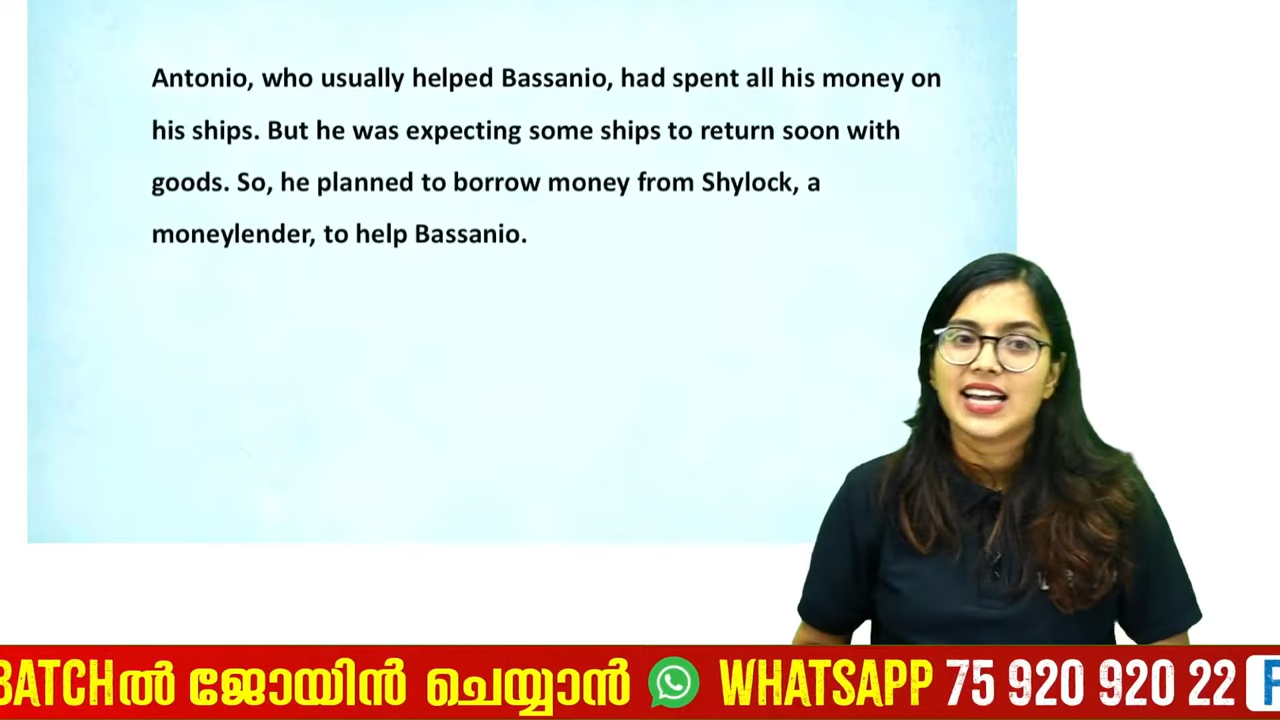 Antonio, who usually helped Bassanio, had spent all his money on
his ships. But he was expecting some ships to return soon with
goods. So, he planned to borrow money from Shylock, a
moneylender, to help Bassanio.
BATCHൽ ജോയിൻ ചെയ്യാൻ WHATSAPP 75 920 920 22